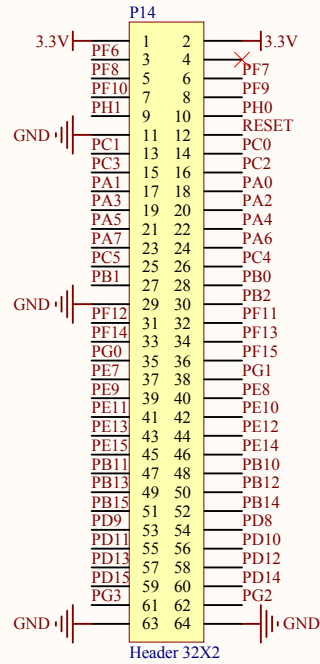 P14
3.3V 1 2 3.3V
PF6 3 4
PF8 5 6 PF7
PF10 7 8 PF9
PH1 9 10 PH0
GND 11 12 RESET
PC1 13 14 PC0
PC3 15 16 PC2
PA1 17 18 PA0
PA3 19 20 PA2
PA5 21 22 PA4
PA7 23 24 PA6
PC5 25 26 PC4
PB1 27 28 PB0
GND 29 30 PB2
PF12 31 32 PF11
PF14 33 34 PF13
PG0 35 36 PF15
PE7 37 38 PG1
PE9 39 40 PE8
PE11 41 42 PE10
PE13 43 44 PE12
PE15 45 46 PE14
PB11 47 48 PB10
PB13 49 50 PB12
PB15 51 52 PB14
PD9 53 54 PD8
PD11 55 56 PD10
PD13 57 58 PD12
PD15 59 60 PD14
PG3 61 62 PG2
GND 63 64 GND
Header 32X2